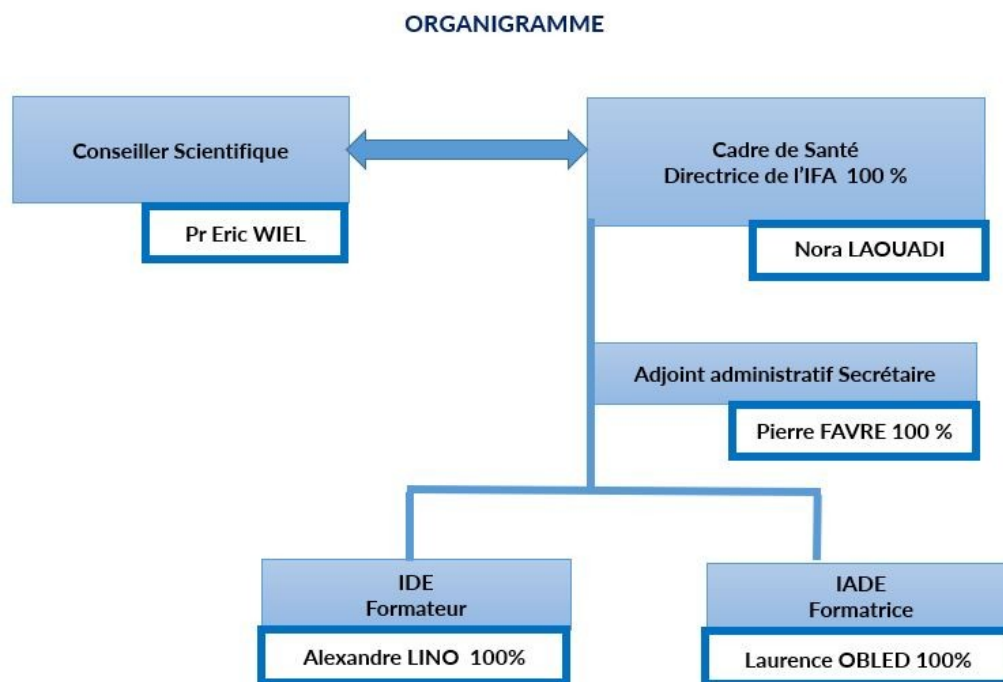 ORGANIGRAMME
Conseiller Scientifique
Pr Eric WIEL
Cadre de Santé
Directrice de l'IFA 100 %
Nora LAOUADI
Adjoint administratif Secrétaire
Pierre FAVRE 100 %
IDE
Formateur
Alexandre LINO 100%
IADE
Formatrice
Laurence OBLED 100%